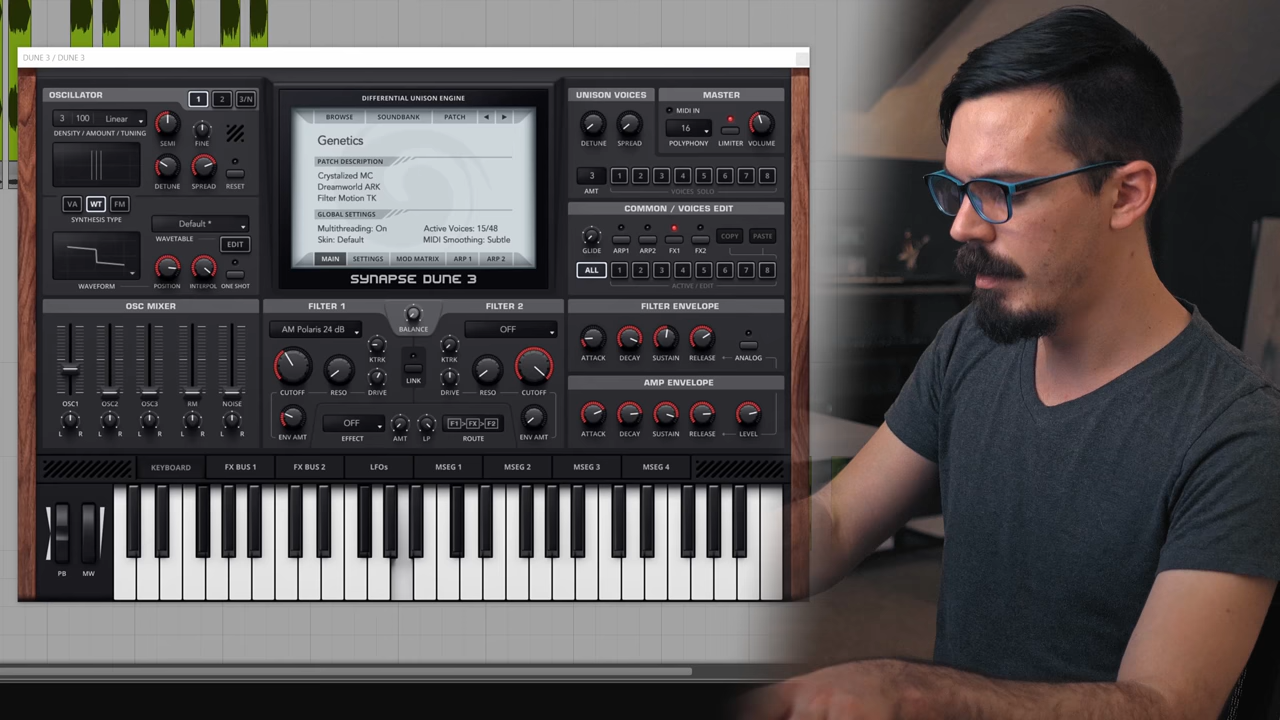 DUNE 3 / DUNE 3
OSCILLATOR
1 2 3/N
3 100 Linear
DENSITY / AMOUNT / TUNING
SEMI FINE
DETUNE SPREAD RESET
VA WT FM
SYNTHESIS TYPE
Default *
WAVETABLE
EDIT
WAVEFORM
POSITION INTERPOL ONE SHOT
DIFFERENTIAL UNISON ENGINE
BROWSE SOUNDBANK PATCH
Genetics
PATCH DESCRIPTION
Crystalized MC
Dreamworld ARK
Filter Motion TK
GLOBAL SETTINGS
Multithreading: On Active Voices: 15/48
Skin: Default MIDI Smoothing: Subtle
MAIN SETTINGS MOD MATRIX ARP 1 ARP 2
SYNAPSE DUNE 3
UNISON VOICES
DETUNE SPREAD
MASTER
MIDI IN
16
POLYPHONY LIMITER VOLUME
3 1 2 3 4 5 6 7 8
AMT VOICES SOLO
COMMON / VOICES EDIT
GLIDE ARP1 ARP2 FX1 FX2 COPY PASTE
ALL 1 2 3 4 5 6 7 8
ACTIVE / EDIT
OSC MIXER
OSC1 OSC2 OSC3 RM NOISE
L R L R L R L R L R
FILTER 1
AM Polaris 24 dB
BALANCE
FILTER 2
OFF
KTRK LINK KTRK
CUTOFF RESO DRIVE DRIVE RESO CUTOFF
ENV AMT
OFF
EFFECT
AMT LP
F1 FX F2
ROUTE
ENV AMT
FILTER ENVELOPE
ATTACK DECAY SUSTAIN RELEASE ANALOG
AMP ENVELOPE
ATTACK DECAY SUSTAIN RELEASE LEVEL
KEYBOARD FX BUS 1 FX BUS 2 LFOs MSEG 1 MSEG 2 MSEG 3 MSEG 4
PB MW